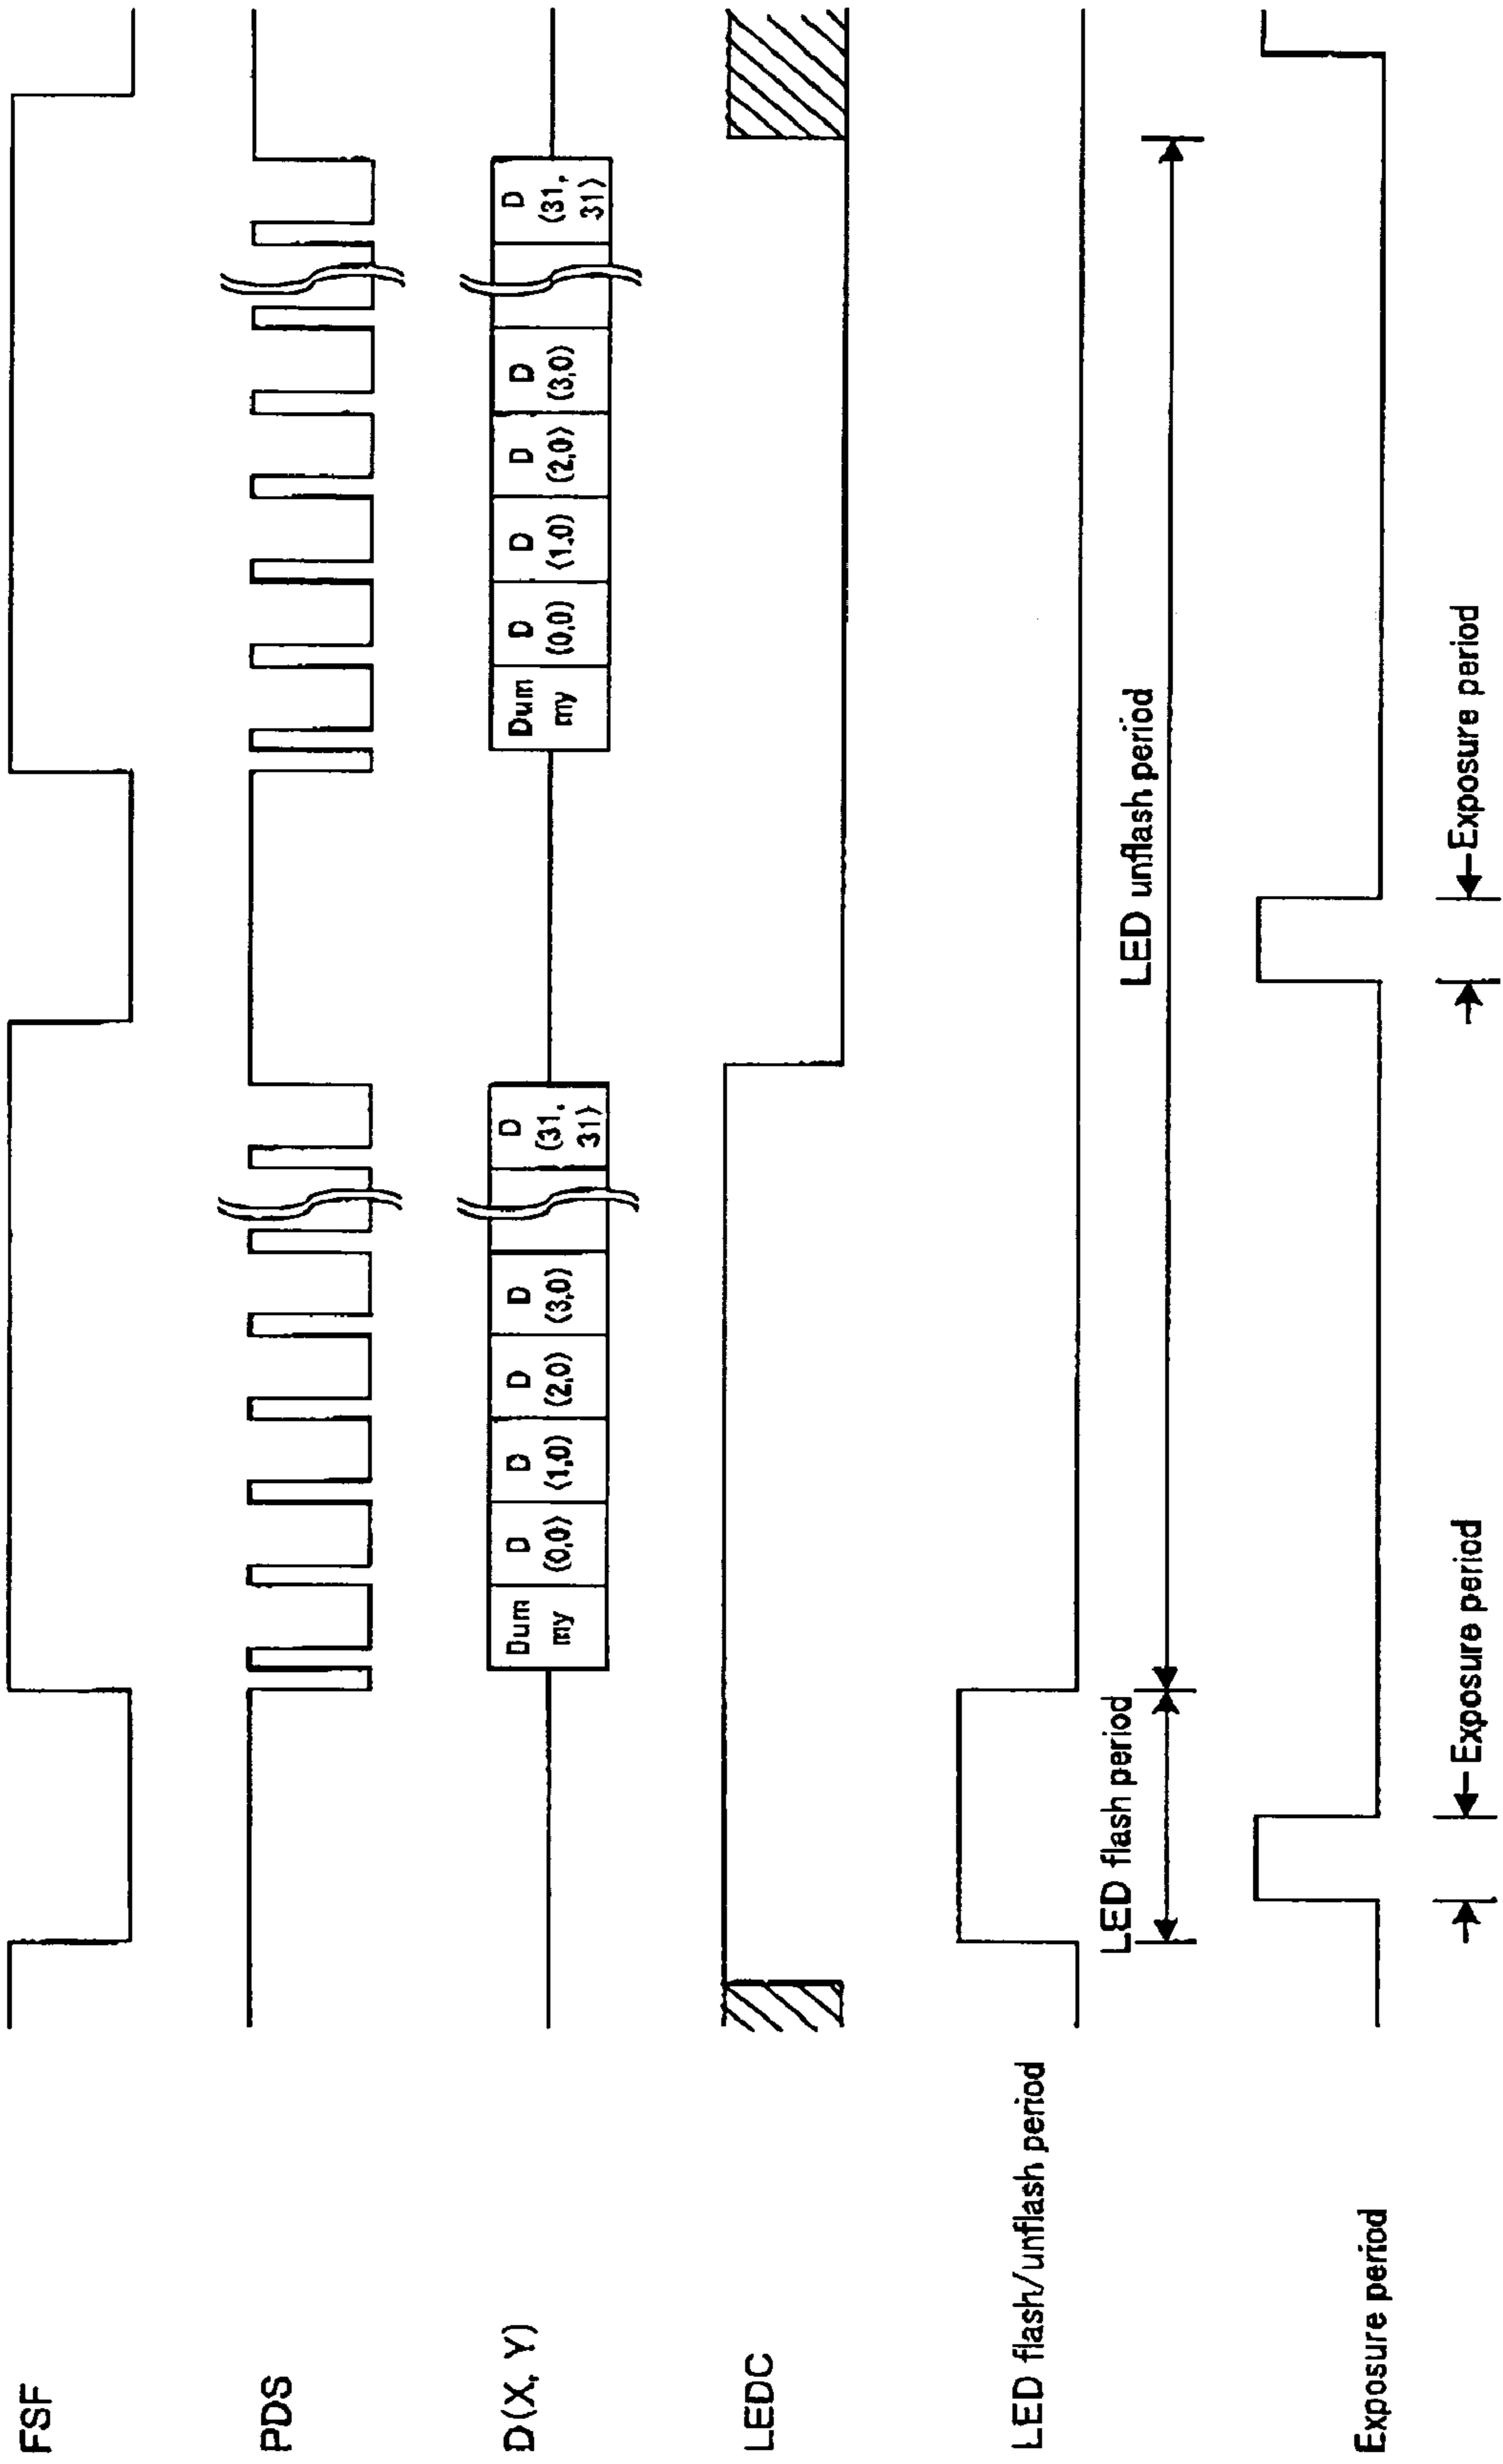 FSF
PDS
Dum
my
D
(0,0)
D
(1,0)
D
(2,0)
D
(3,0)
D
(31,
31)
Dum
my
D
(0,0)
D
(1,0)
D
(2,0)
D
(3,0)
D
(31,
31)
D(X, Y)
LEDC
LED flash/unflash period
LED flash period
LED unflash period
Exposure period
Exposure period
Exposure period